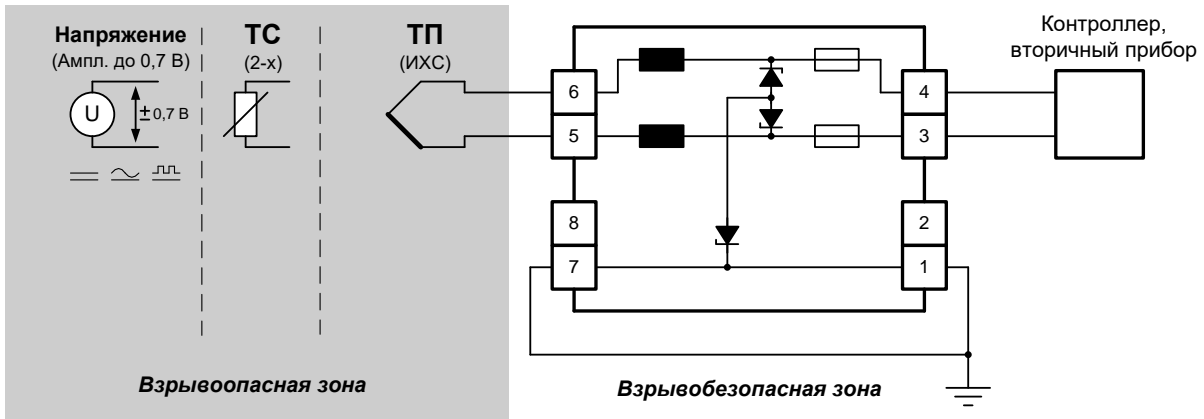 Напряжение
(Ампл. до 0,7 В)
U
± 0,7 В
ТС
(2-х)
ТП
(ИХС)
6
5
8
7
4
3
2
1
Контроллер,
вторичный прибор
Взрывоопасная зона
Взрывобезопасная зона